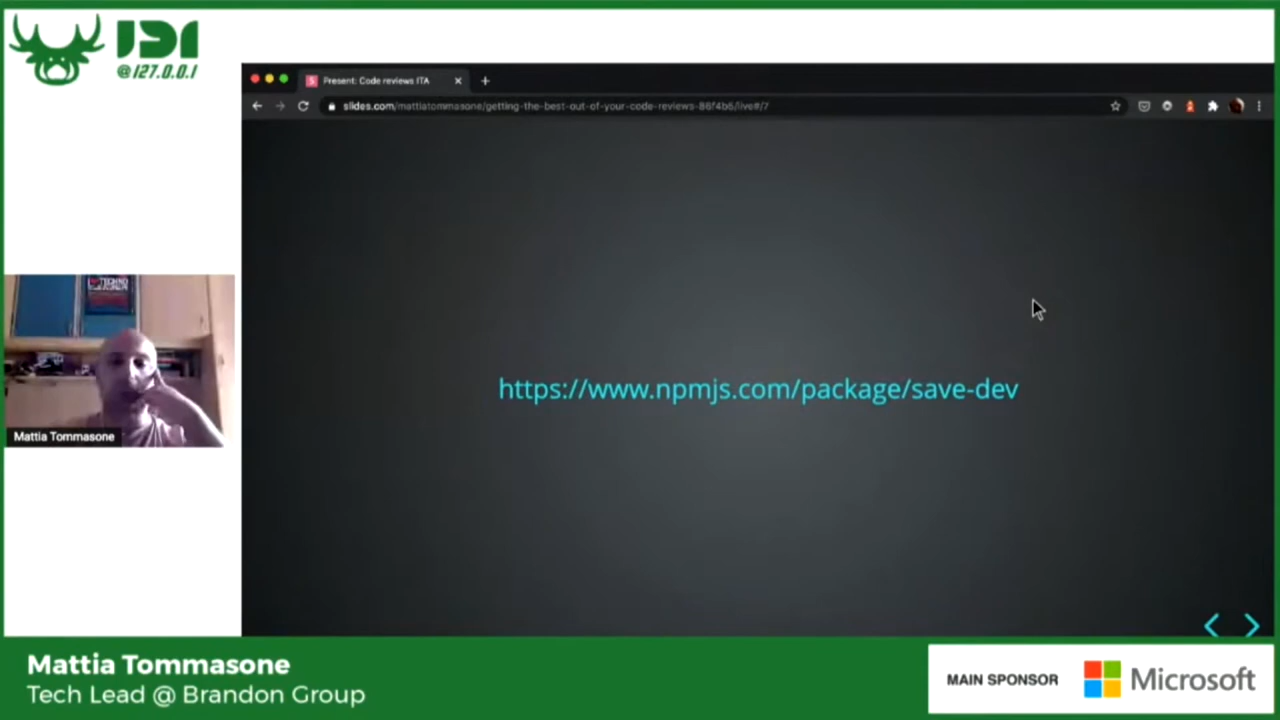 JDI
@127.0.0.1
Present: Code reviews ITA
slides.com/mattiatommasone/getting-the-best-out-of-your-code-reviews-86f4b6/live#/7
https://www.npmjs.com/package/save-dev
TECHNO
Mattia Tommasone
Mattia Tommasone
Tech Lead @ Brandon Group
MAIN SPONSOR
Microsoft